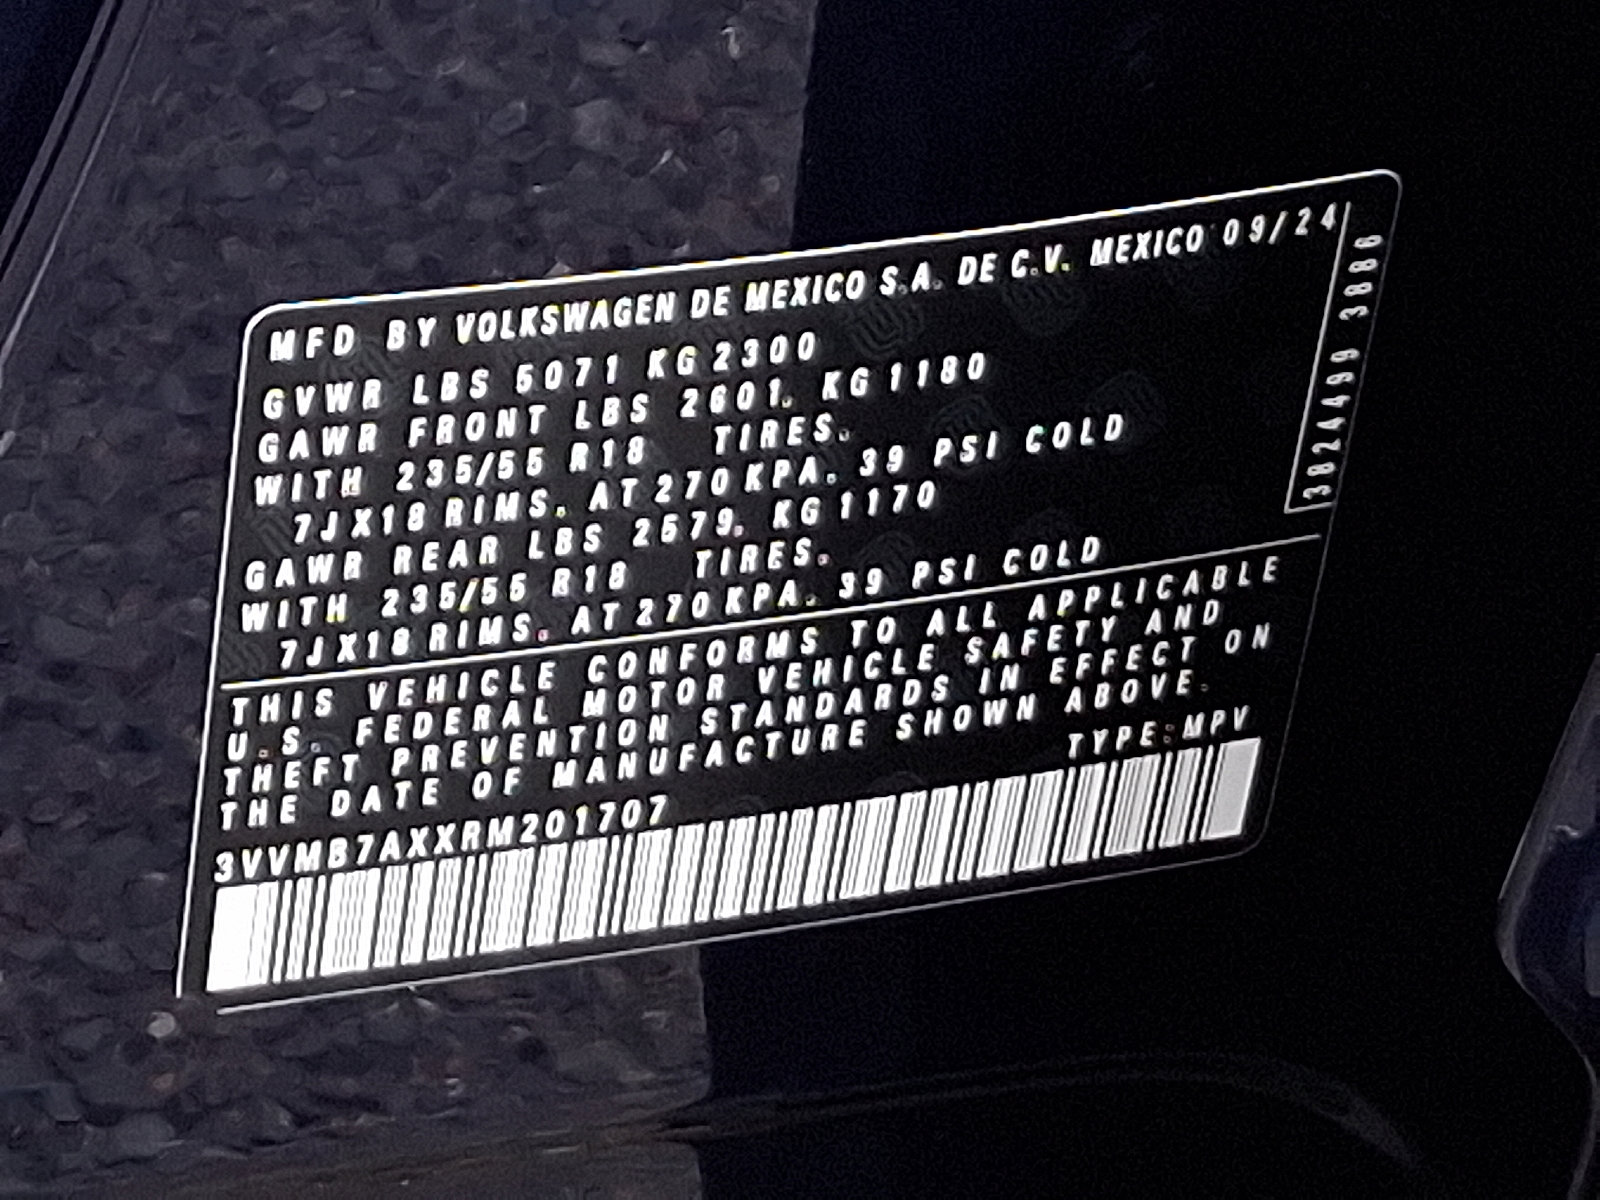 MFD BY VOLKSWAGEN DE MEXICO S.A. DE C.V. MEXICO 09/24
GVWR LBS 5071 KG 2300
GAWR FRONT LBS 2601. KG 1180
WITH 235/55 R18 TIRES.
7JX18 RIMS. AT 270 KPA. 39 PSI COLD
GAWR REAR LBS 2579. KG 1170
WITH 235/55 R18 TIRES.
7JX18 RIMS. AT 270 KPA. 39 PSI COLD
THIS VEHICLE CONFORMS TO ALL APPLICABLE
U.S. FEDERAL MOTOR VEHICLE SAFETY AND
THEFT PREVENTION STANDARDS IN EFFECT ON
THE DATE OF MANUFACTURE SHOWN ABOVE.
TYPE:MPV
3VVMB7AXXRM201707
3824499 3886